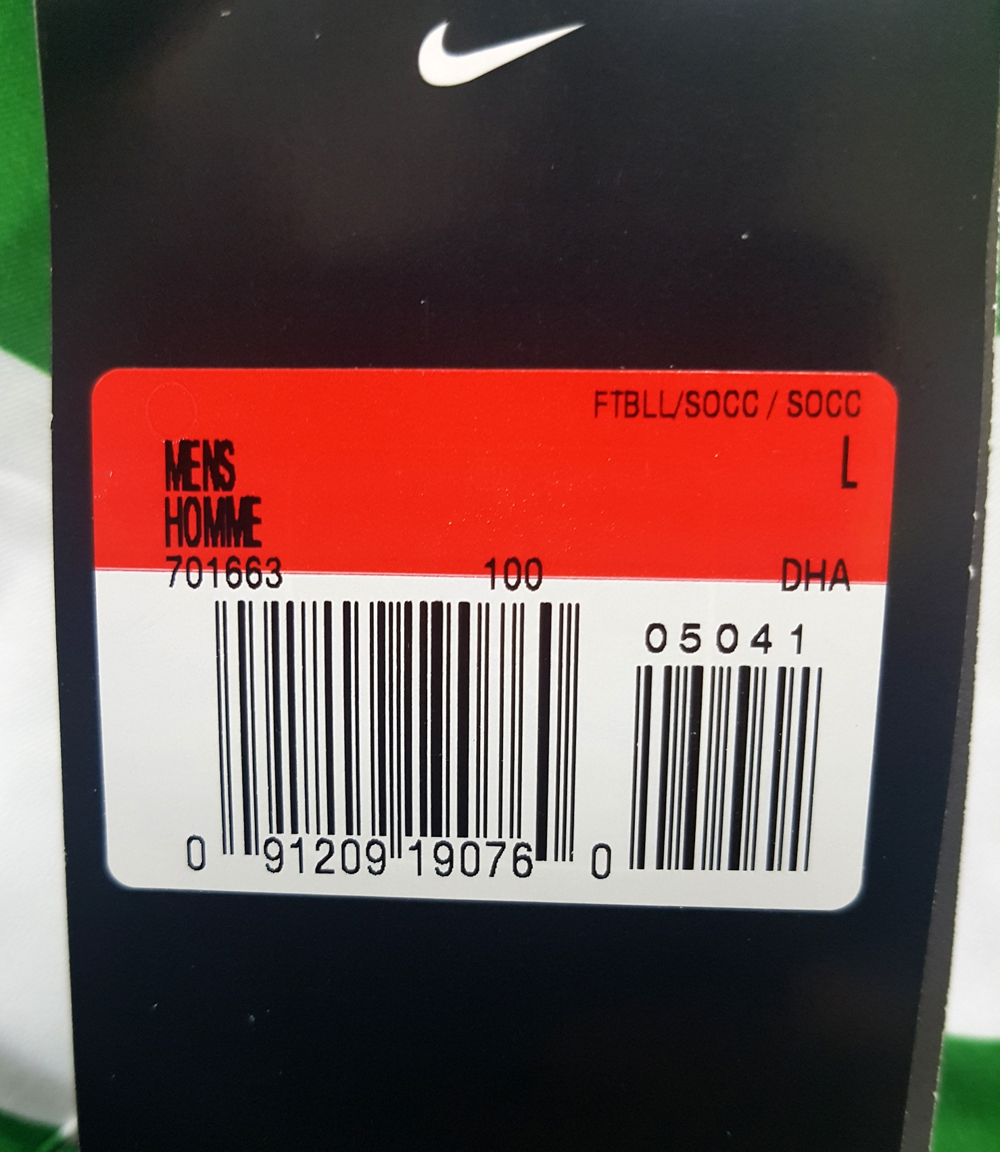 FTBLL/SOCC / SOCC
L
MENS
HOMME
701663 100 DHA
05041
0 91209 19076 0